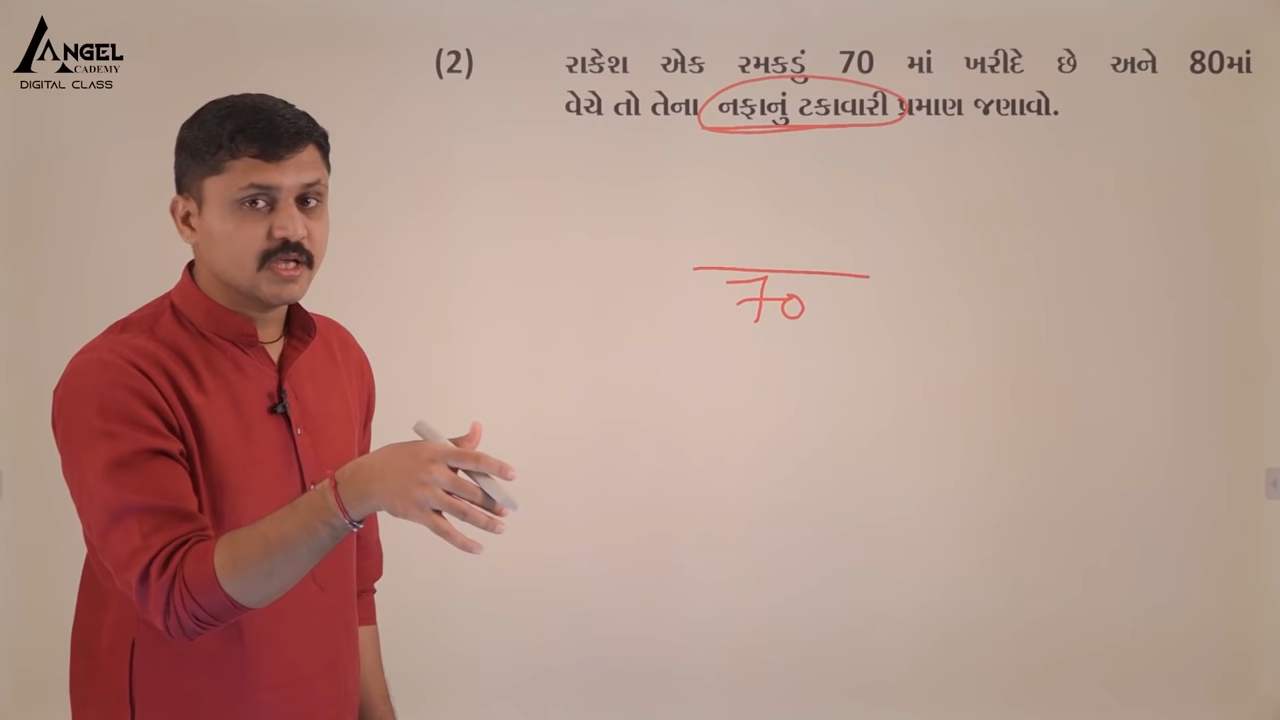 ANGEL
ACADEMY
DIGITAL CLASS
(2) રાકેશ એક રમકડું 70 માં ખરીદે છે અને 80માં
વેચે તો તેના નફાનું ટકાવારી પ્રમાણ જણાવો.
70